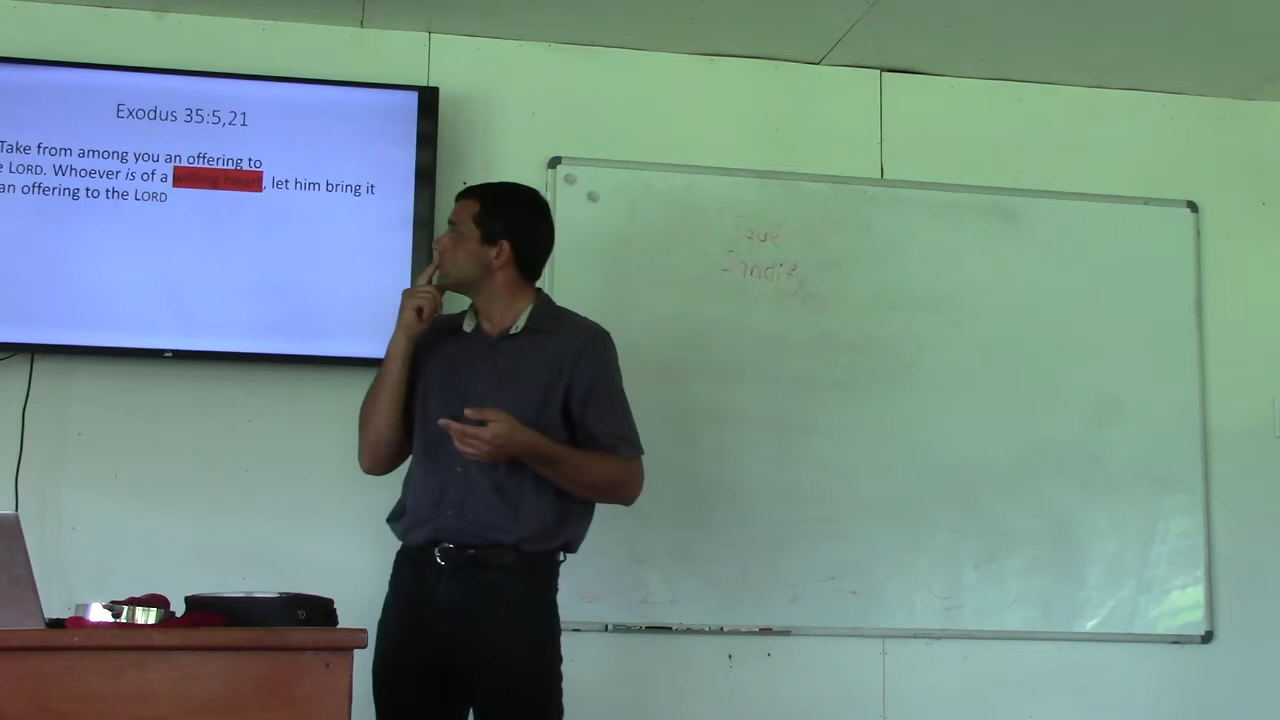 Exodus 35:5,21
Take from among you an offering to
e LORD. Whoever is of a willing heart, let him bring it
an offering to the LORD
Save